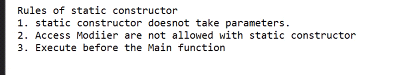 Rules of static constructor
1. static constructor doesnot take parameters.
2. Access Modiier are not allowed with static constructor
3. Execute before the Main function